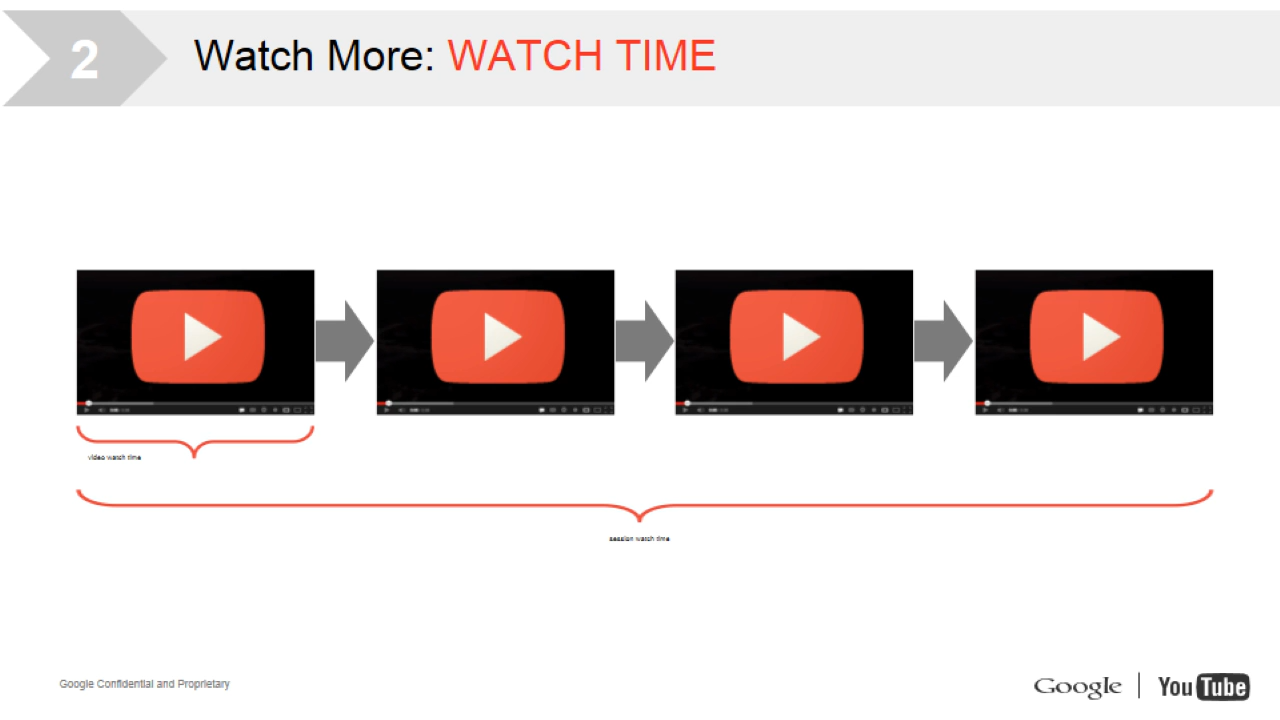 2
Watch More: WATCH TIME
video watch time
session watch time
Google Confidential and Proprietary
Google | YouTube